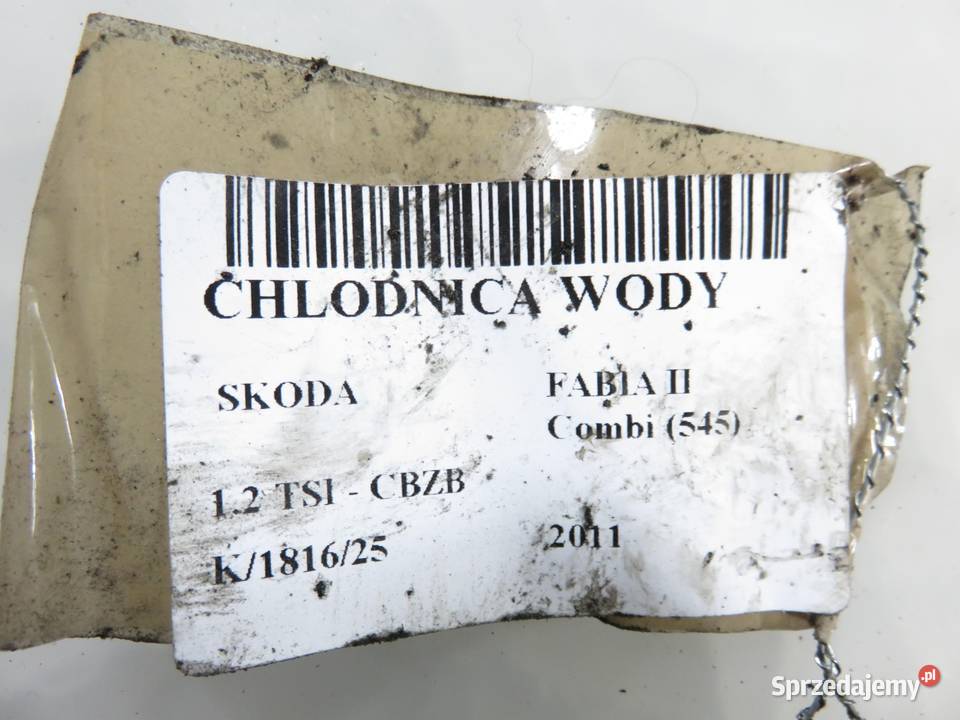 CHLODNICA WODY
SKODA FABIA II
Combi (545)
1.2 TSI - CBZB
K/1816/25 2011
Sprzedajemy.pl